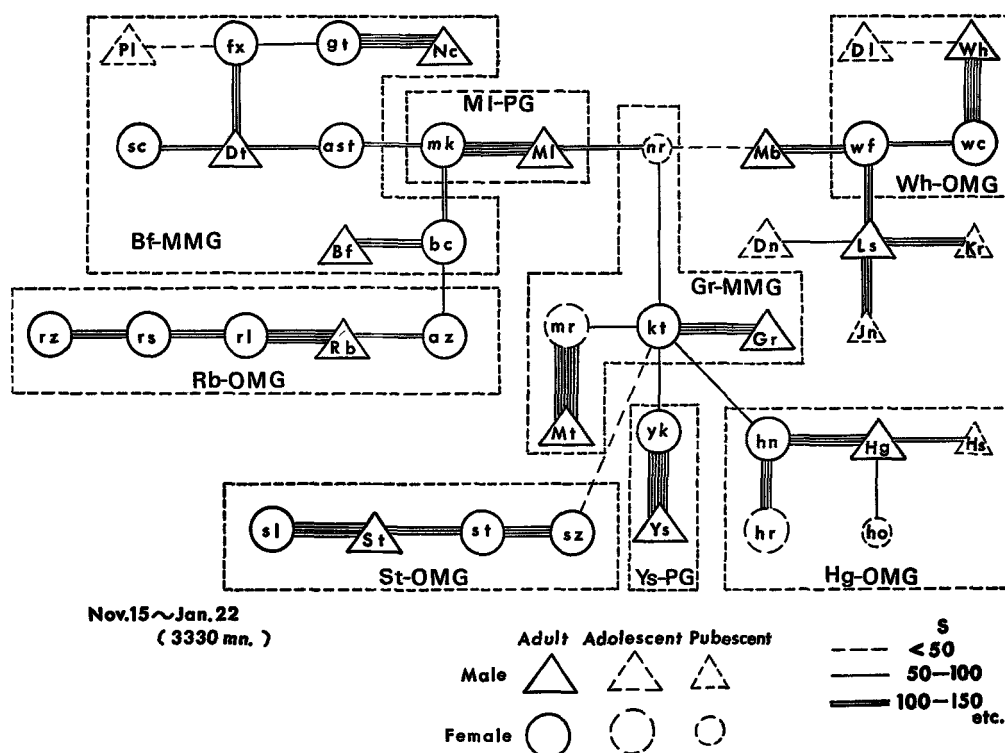 Pl fx gt Nc Dl Wh
Ml-PG
sc Dt ast mk Ml nr Mb wf wc
Wh-OMG
Bf-MMG Bf bc Dn Ls Kr
Gr-MMG
rz rs rl Rb az mr kt Gr Jn
Rb-OMG
Mt yk hn Hg Hs
sl St st sz Ys hr ho
St-OMG Ys-PG Hg-OMG
Nov.15~Jan.22
(3330 mn.)
Adult Adolescent Pubescent
Male
Female
S
<50
50-100
100-150
etc.